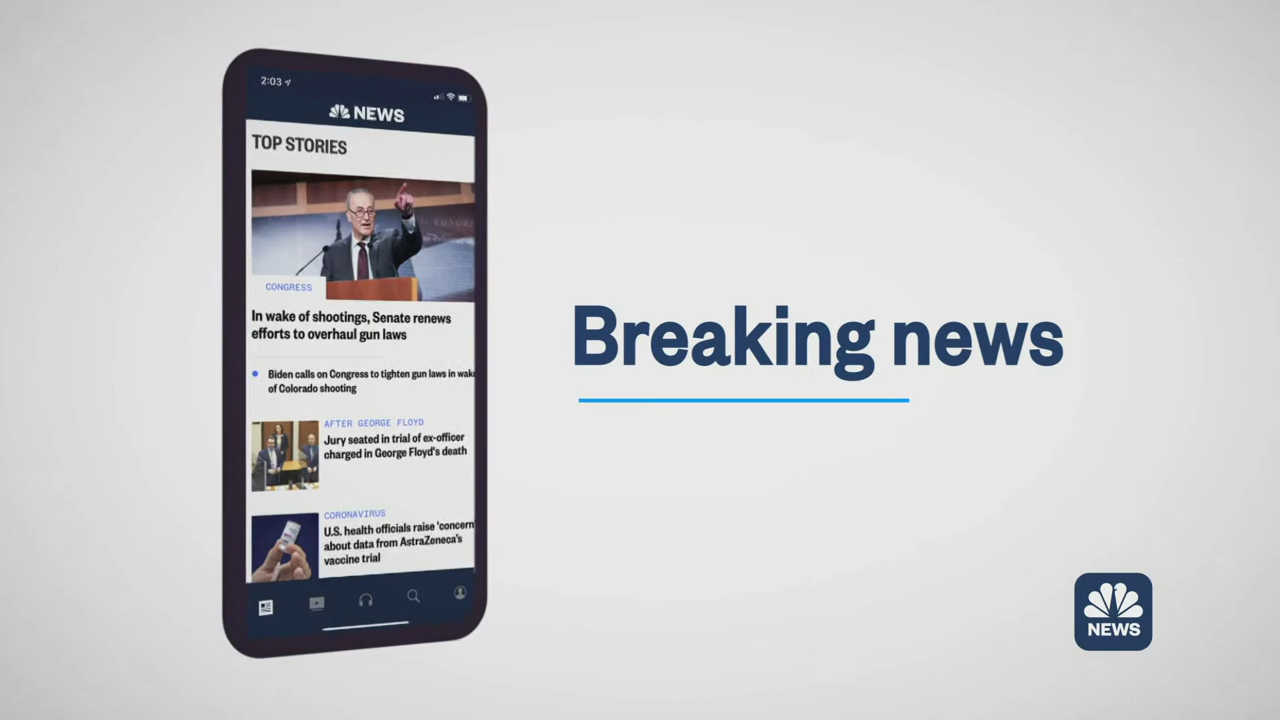 2:03
NEWS
TOP STORIES
CONGRESS
In wake of shootings, Senate renews
efforts to overhaul gun laws
Biden calls on Congress to tighten gun laws in wake
of Colorado shooting
AFTER GEORGE FLOYD
Jury seated in trial of ex-officer
charged in George Floyd's death
CORONAVIRUS
U.S. health officials raise 'concern
about data from AstraZeneca's
vaccine trial
Breaking news
NEWS